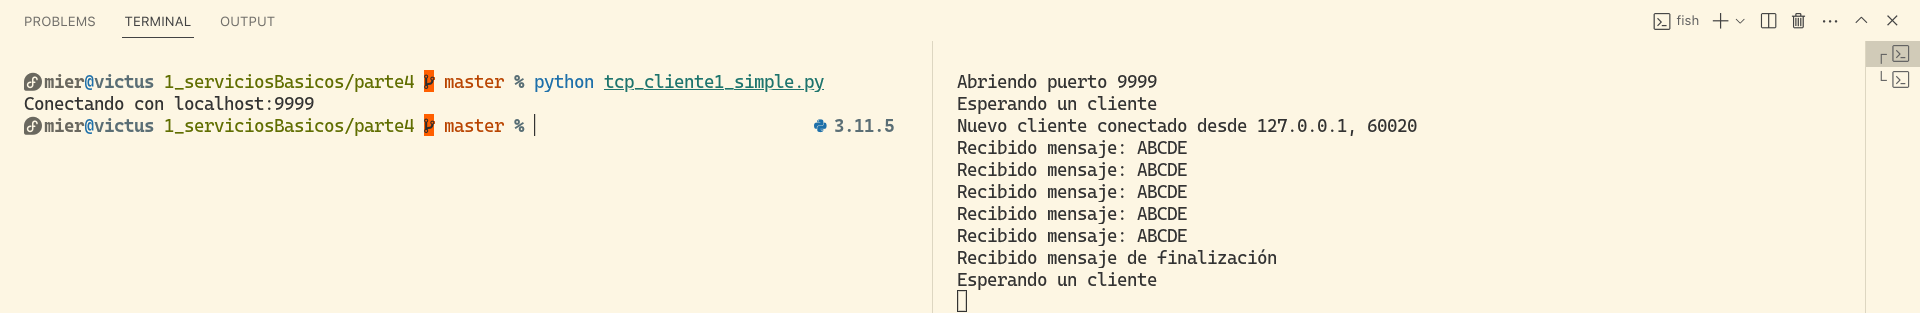 PROBLEMS TERMINAL OUTPUT
fish
mier@victus 1_serviciosBasicos/parte4 master % python tcp_cliente1_simple.py
Conectando con localhost:9999
mier@victus 1_serviciosBasicos/parte4 master %
3.11.5
Abriendo puerto 9999
Esperando un cliente
Nuevo cliente conectado desde 127.0.0.1, 60020
Recibido mensaje: ABCDE
Recibido mensaje: ABCDE
Recibido mensaje: ABCDE
Recibido mensaje: ABCDE
Recibido mensaje: ABCDE
Recibido mensaje de finalización
Esperando un cliente